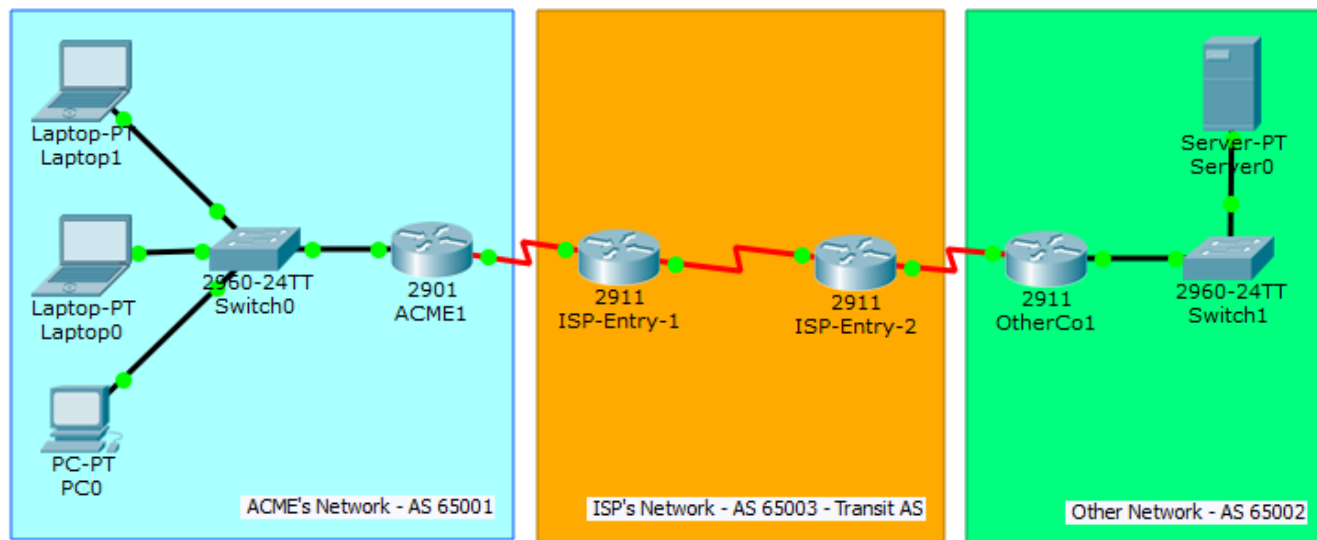 Laptop-PT
Laptop1
Laptop-PT
Laptop0
PC-PT
PC0
2960-24TT
Switch0
2901
ACME1
ACME's Network - AS 65001
2911
ISP-Entry-1
2911
ISP-Entry-2
ISP's Network - AS 65003 - Transit AS
Server-PT
Server0
2911
OtherCo1
2960-24TT
Switch1
Other Network - AS 65002